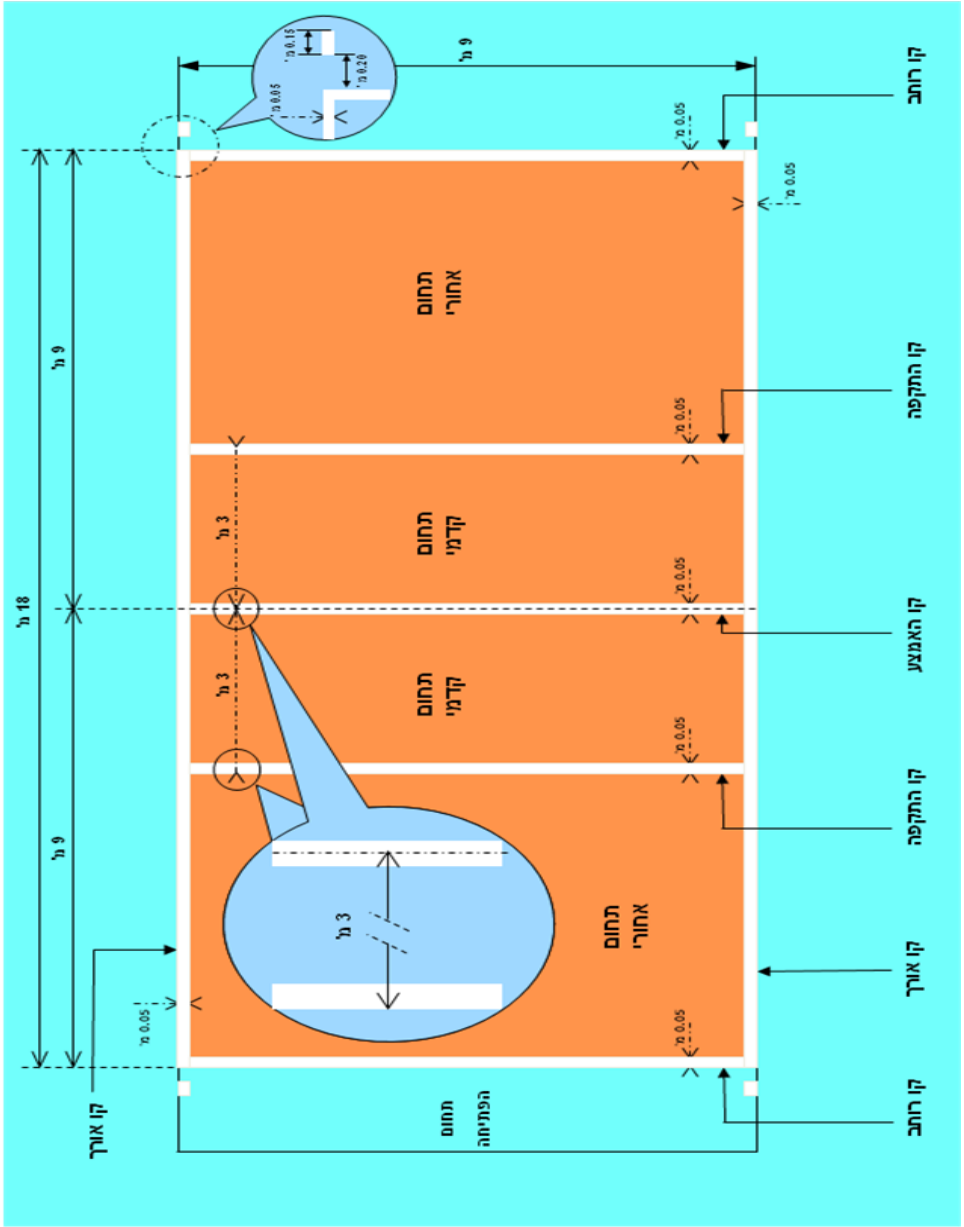 קו אורך
18 מ'
9 מ'
9 מ'
9 מ'
0.15 מ'
0.20 מ'
0.05 מ'
3 מ'
3 מ'
3 מ'
תחום
הפתיחה
תחום
אחורי
תחום
קדמי
תחום
קדמי
תחום
אחורי
0.05 מ'
0.05 מ'
0.05 מ'
0.05 מ'
0.05 מ'
0.05 מ'
0.05 מ'
קו רוחב
קו אורך
קו התקפה
קו האמצע
קו התקפה
קו רוחב